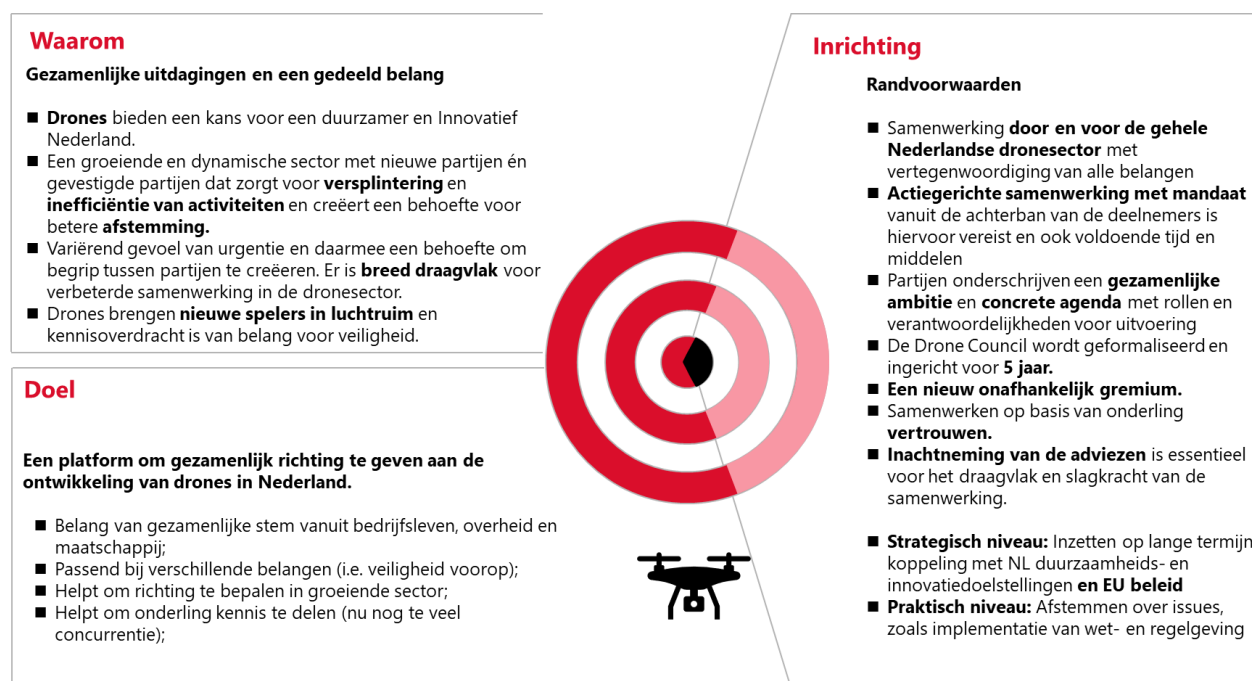 Waarom
Gezamenlijke uitdagingen en een gedeeld belang
■ Drones bieden een kans voor een duurzamer en Innovatief
Nederland.
■ Een groeiende en dynamische sector met nieuwe partijen én
gevestigde partijen dat zorgt voor versplintering en
inefficiëntie van activiteiten en creëert een behoefte voor
betere afstemming.
■ Variërend gevoel van urgentie en daarmee een behoefte om
begrip tussen partijen te creëeren. Er is breed draagvlak voor
verbeterde samenwerking in de dronesector.
■ Drones brengen nieuwe spelers in luchtruim en
kennisoverdracht is van belang voor veiligheid.
Doel
Een platform om gezamenlijk richting te geven aan de
ontwikkeling van drones in Nederland.
■ Belang van gezamenlijke stem vanuit bedrijfsleven, overheid en
maatschappij;
■ Passend bij verschillende belangen (i.e. veiligheid voorop);
■ Helpt om richting te bepalen in groeiende sector;
■ Helpt om onderling kennis te delen (nu nog te veel
concurrentie);
Inrichting
Randvoorwaarden
■ Samenwerking door en voor de gehele
Nederlandse dronesector met
vertegenwoordiging van alle belangen
■ Actiegerichte samenwerking met mandaat
vanuit de achterban van de deelnemers is
hiervoor vereist en ook voldoende tijd en
middelen
■ Partijen onderschrijven een gezamenlijke
ambitie en concrete agenda met rollen en
verantwoordelijkheden voor uitvoering
■ De Drone Council wordt geformaliseerd en
ingericht voor 5 jaar.
■ Een nieuw onafhankelijk gremium.
■ Samenwerken op basis van onderling
vertrouwen.
■ Inachtneming van de adviezen is essentieel
voor het draagvlak en slagkracht van de
samenwerking.
■ Strategisch niveau: Inzetten op lange termijn
koppeling met NL duurzaamheids- en
innovatiedoelstellingen en EU beleid
■ Praktisch niveau: Afstemmen over issues,
zoals implementatie van wet- en regelgeving